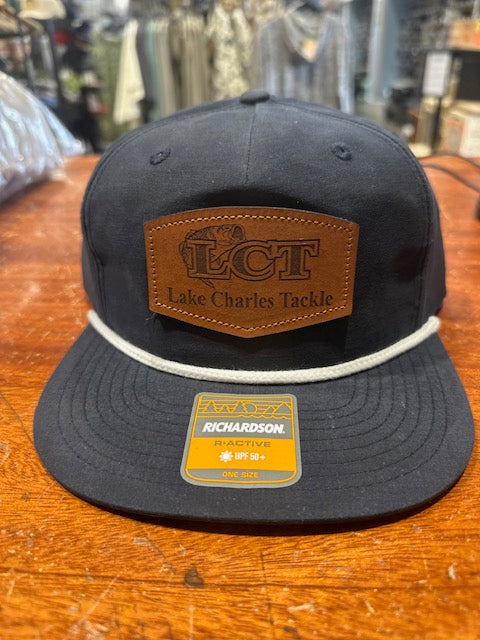 LCT
Lake Charles Tackle
RICHARDSON.
R•ACTIVE
UPF 50+
ONE SIZE